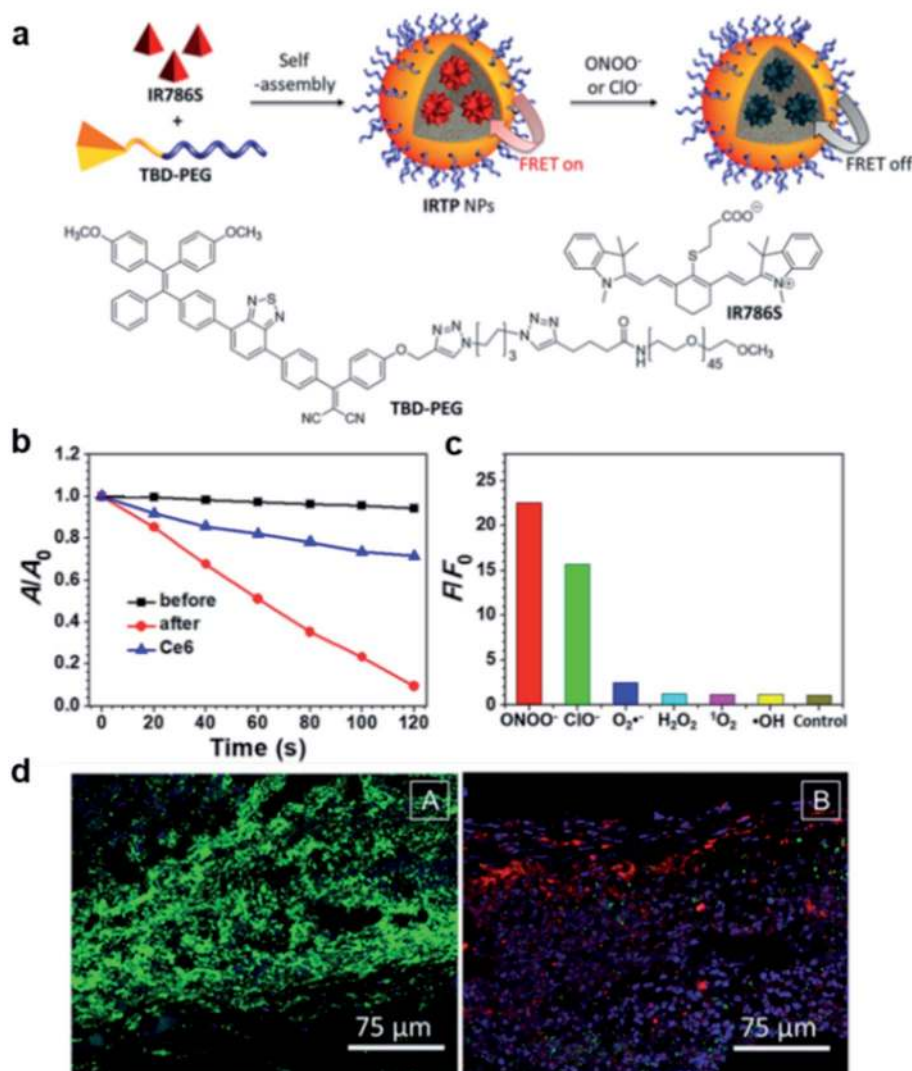 a
IR786S
+
TBD-PEG
Self
-assembly
FRET on
IRTP NPs
ONOO⁻
or ClO⁻
FRET off
H₃CO
OCH₃
N S N
NC CN
O
N N N
3
N N N
O
N
H
O
45
O
OCH₃
TBD-PEG
COO⊖
S
N
N⊕
IR786S
b
A/A₀
1.2
1.0
0.8
0.6
0.4
0.2
0.0
before
after
Ce6
0 20 40 60 80 100 120
Time (s)
c
F/F₀
25
20
15
10
5
0
ONOO⁻ ClO⁻ O₂•⁻ H₂O₂ ¹O₂ •OH Control
d
A
75 μm
B
75 μm